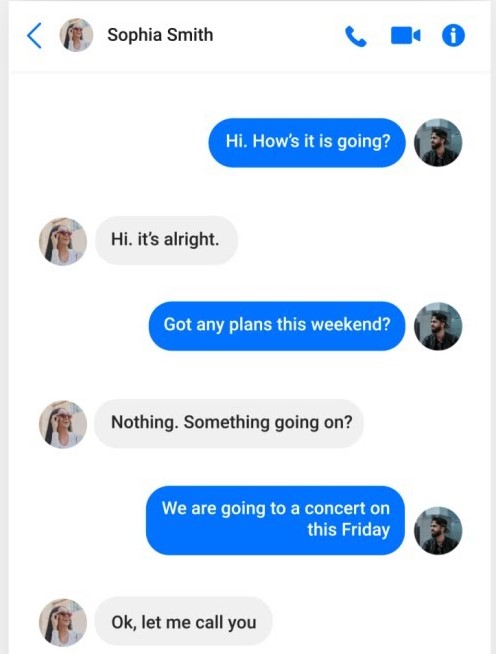 Sophia Smith
Hi. How's it is going?
Hi. it's alright.
Got any plans this weekend?
Nothing. Something going on?
We are going to a concert on
this Friday
Ok, let me call you